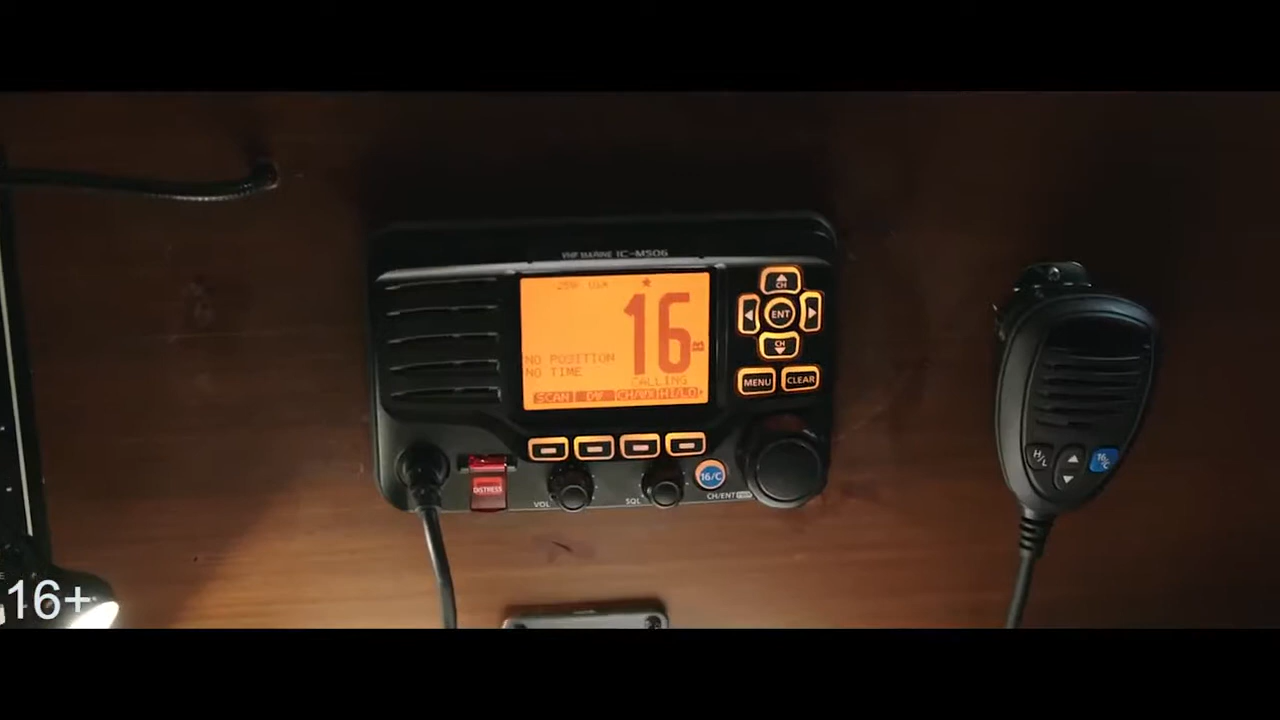 VHF MARINE IC-M506
25W USA
16
NO POSITION
NO TIME
CALLING
SCAN DW CH/WX HI/LO
CH
ENT
CH
MENU CLEAR
DISTRESS
VOL
SQL
16/C
CH/ENT
H/L
16/C
16+